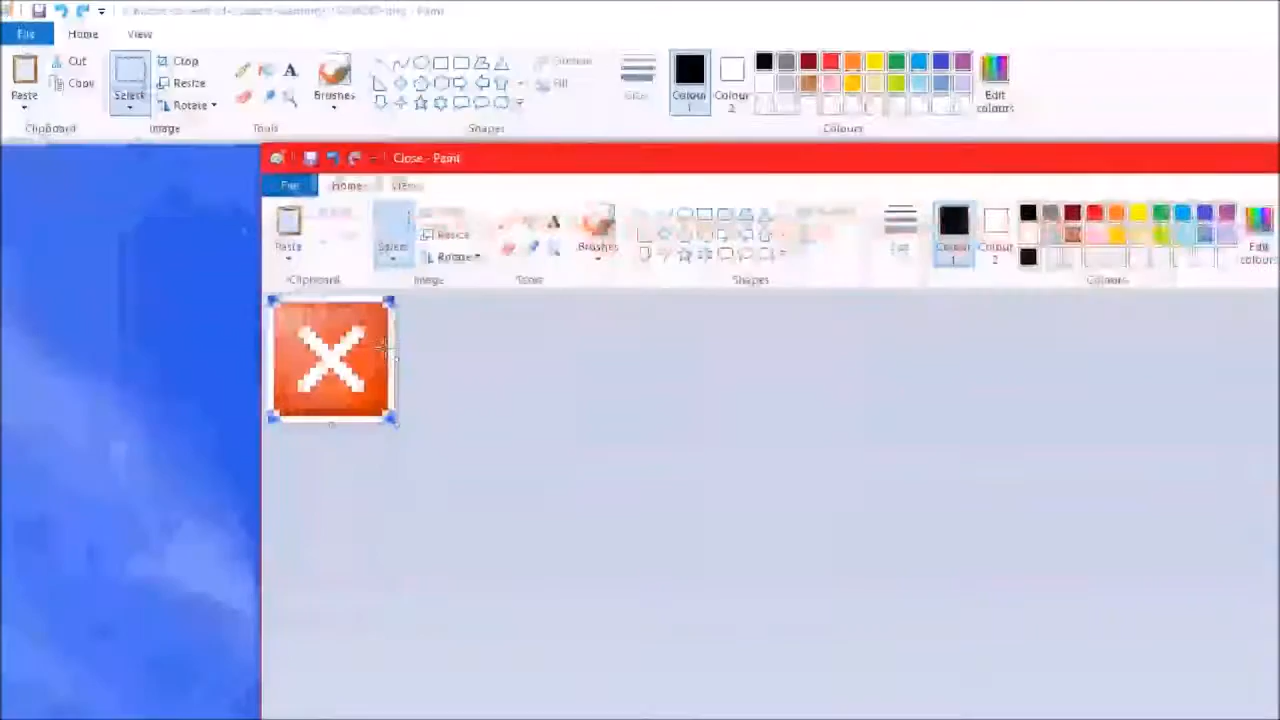 - Paint
File
Home
View
Paste
Cut
Copy
Clipboard
Select
Crop
Resize
Rotate
Image
A
Tools
Brushes
Shapes
Fill
Colour 1
Colour 2
Edit colours
Colours
Close - Paint
File
Home
View
Paste
Clipboard
Select
Resize
Rotate
Image
A
Tools
Brushes
Shapes
Colour 1
Colour 2
Edit colours
Colours